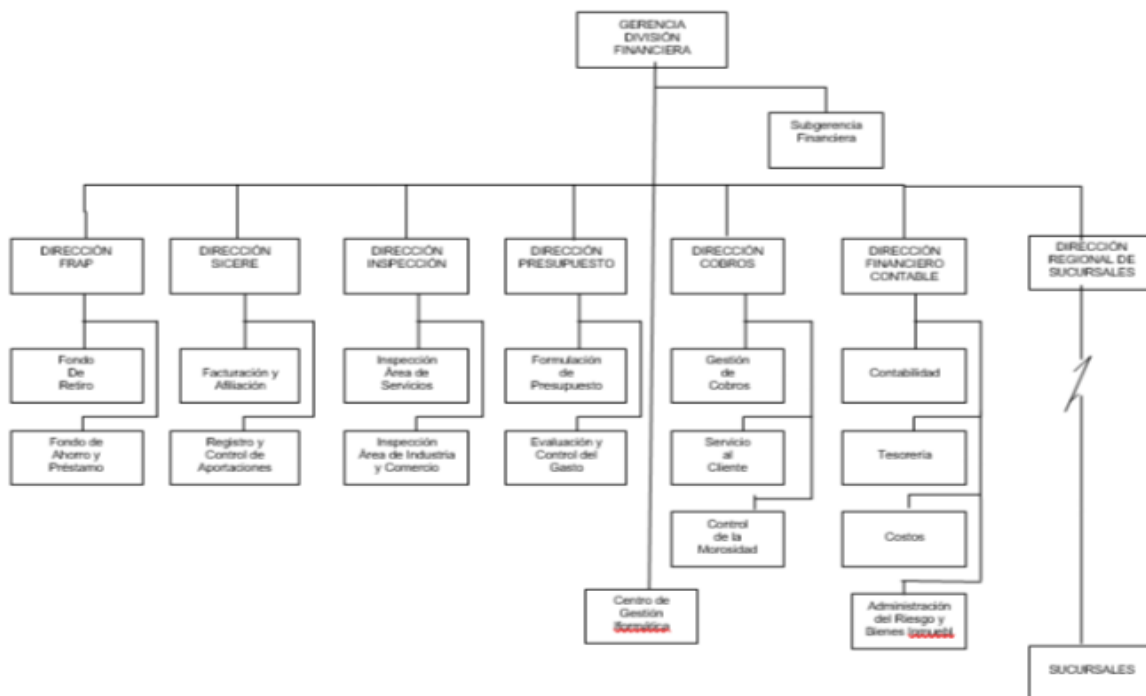 GERENCIA
DIVISIÓN
FINANCIERA
Subgerencia
Financiera
DIRECCIÓN
FRAP
DIRECCIÓN
SICERE
DIRECCIÓN
INSPECCIÓN
DIRECCIÓN
PRESUPUESTO
DIRECCIÓN
COBROS
DIRECCIÓN
FINANCIERO
CONTABLE
DIRECCIÓN
REGIONAL DE
SUCURSALES
Fondo
De
Retiro
Facturación y
Afiliación
Inspección
Área de
Servicios
Formulación
de
Presupuesto
Gestión
de
Cobros
Contabilidad
Fondo de
Ahorro y
Préstamo
Registro y
Control de
Aportaciones
Inspección
Área de Industria
y Comercio
Evaluación y
Control del
Gasto
Servicio
al
Cliente
Tesorería
Control
de la
Morosidad
Costos
Centro de
Gestión
Iformática
Administración
del Riesgo y
Bienes Inmuebl
SUCURSALES